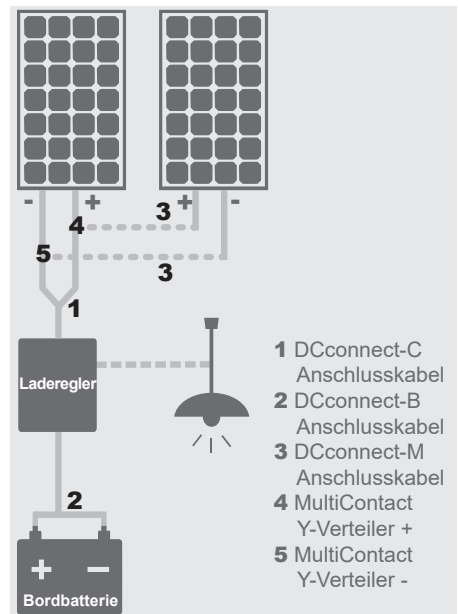 - + + -
3
4
5
3
1
Laderegler
2
+ −
Bordbatterie
1 DCconnect-C
Anschlusskabel
2 DCconnect-B
Anschlusskabel
3 DCconnect-M
Anschlusskabel
4 MultiContact
Y-Verteiler +
5 MultiContact
Y-Verteiler -